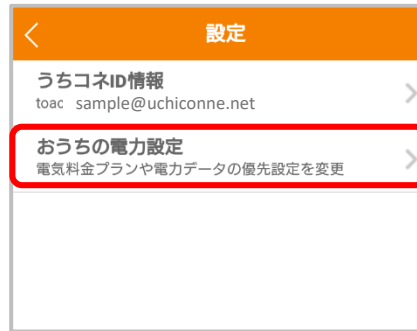 設定
うちコネID情報
toac sample@uchiconne.net
おうちの電力設定
電気料金プランや電力データの優先設定を変更